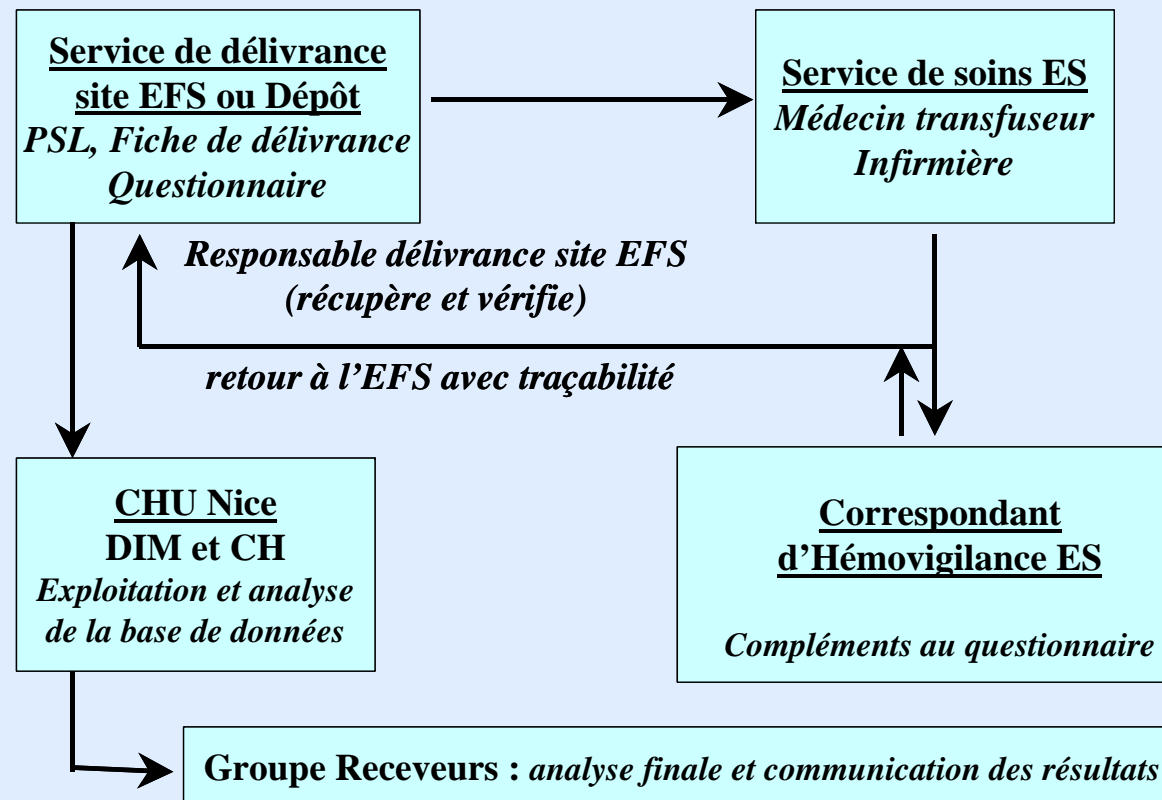 Service de délivrance
site EFS ou Dépôt
PSL, Fiche de délivrance
Questionnaire
Service de soins ES
Médecin transfuseur
Infirmière
Responsable délivrance site EFS
(récupère et vérifie)
retour à l’EFS avec traçabilité
CHU Nice
DIM et CH
Exploitation et analyse
de la base de données
Correspondant
d’Hémovigilance ES
Compléments au questionnaire
Groupe Receveurs : analyse finale et communication des résultats